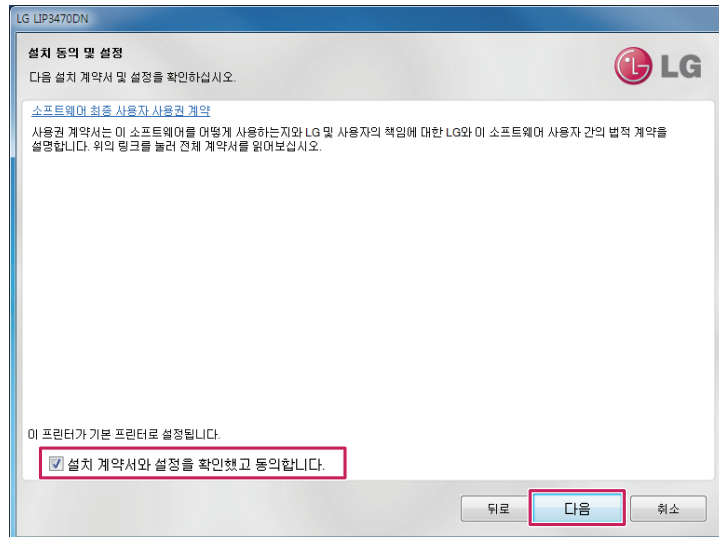 LG LIP3470DN
설치 동의 및 설정
다음 설치 계약서 및 설정을 확인하십시오.
LG
소프트웨어 최종 사용자 사용권 계약
사용권 계약서는 이 소프트웨어를 어떻게 사용하는지와 LG 및 사용자의 책임에 대한 LG와 이 소프트웨어 사용자 간의 법적 계약을
설명합니다. 위의 링크를 눌러 전체 계약서를 읽어보십시오.
이 프린터가 기본 프린터로 설정됩니다.
설치 계약서와 설정을 확인했고 동의합니다.
뒤로 다음 취소